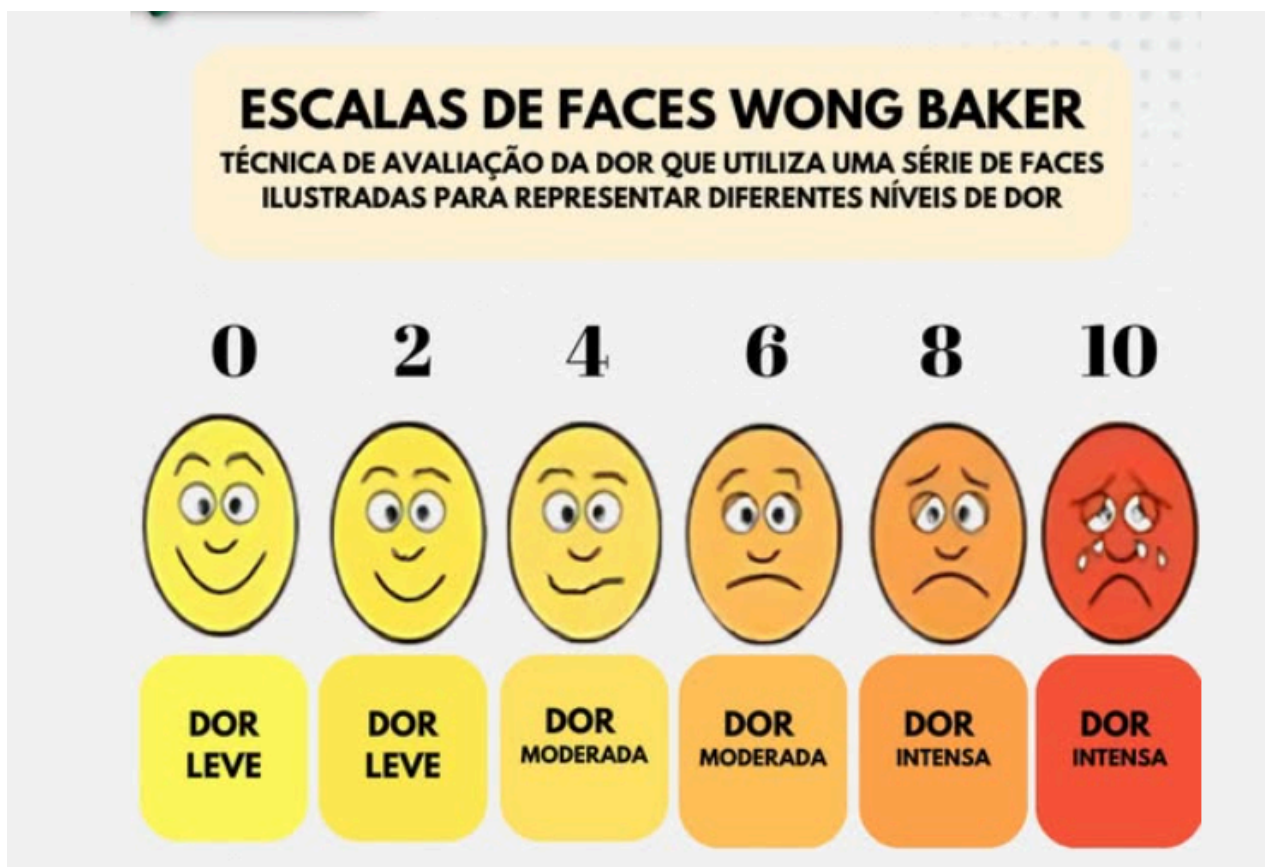 ESCALAS DE FACES WONG BAKER
TÉCNICA DE AVALIAÇÃO DA DOR QUE UTILIZA UMA SÉRIE DE FACES
ILUSTRADAS PARA REPRESENTAR DIFERENTES NÍVEIS DE DOR
0 2 4 6 8 10
DOR LEVE
DOR LEVE
DOR MODERADA
DOR MODERADA
DOR INTENSA
DOR INTENSA